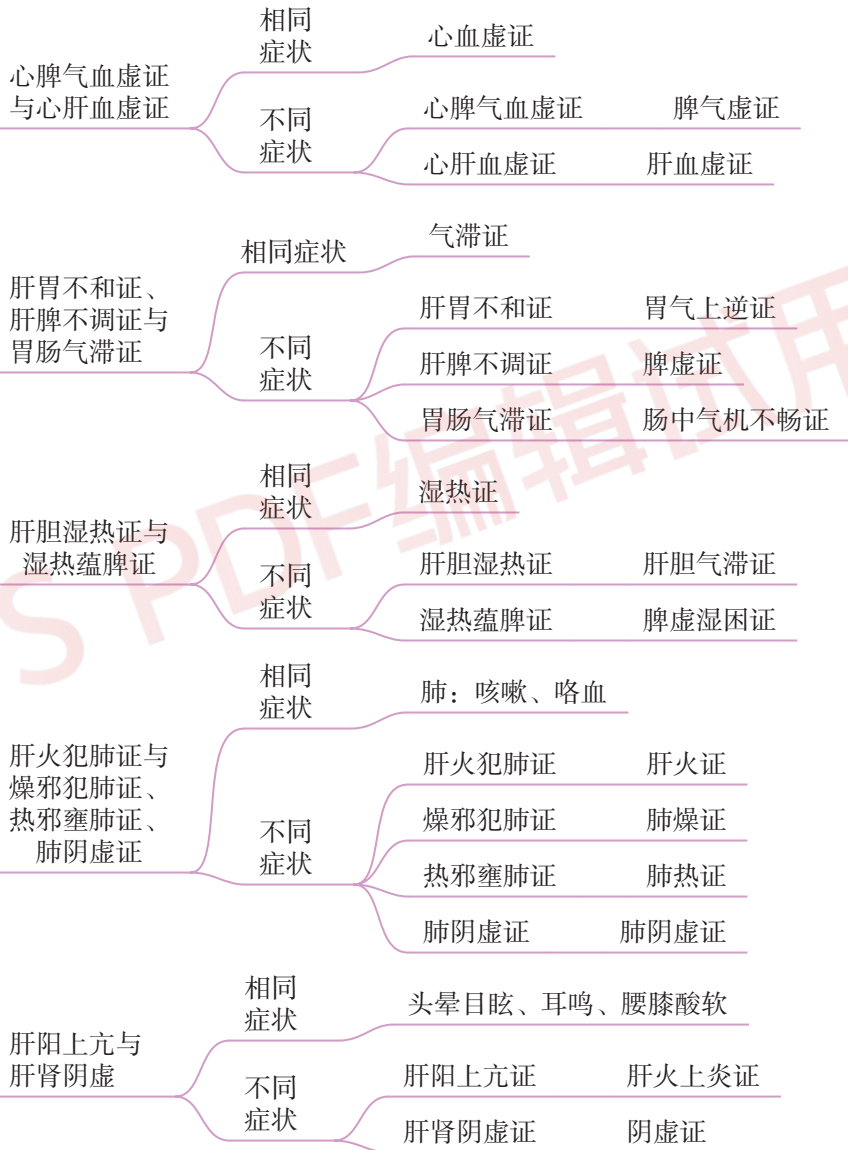 心脾气血虚证
与心肝血虚证
相同
症状
心血虚证
不同
症状
心脾气血虚证 脾气虚证
心肝血虚证 肝血虚证
肝胃不和证、
肝脾不调证与
胃肠气滞证
相同症状
气滞证
不同
症状
肝胃不和证 胃气上逆证
肝脾不调证 脾虚证
胃肠气滞证 肠中气机不畅证
肝胆湿热证与
湿热蕴脾证
相同
症状
湿热证
不同
症状
肝胆湿热证 肝胆气滞证
湿热蕴脾证 脾虚湿困证
肝火犯肺证与
燥邪犯肺证、
热邪壅肺证、
肺阴虚证
相同
症状
肺：咳嗽、咯血
不同
症状
肝火犯肺证 肝火证
燥邪犯肺证 肺燥证
热邪壅肺证 肺热证
肺阴虚证 肺阴虚证
肝阳上亢与
肝肾阴虚
相同
症状
头晕目眩、耳鸣、腰膝酸软
不同
症状
肝阳上亢证 肝火上炎证
肝肾阴虚证 阴虚证
S PDF编辑试用